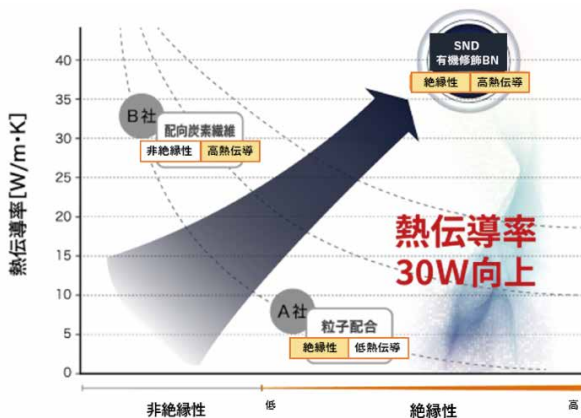 熱伝導率[W/m・K]
40
35
30
25
20
15
10
5
0
SND
有機修飾BN
絶縁性 高熱伝導
B社
配向炭素繊維
非絶縁性 高熱伝導
熱伝導率
30W向上
A社
粒子配合
絶縁性 低熱伝導
非絶縁性 低 絶縁性 高